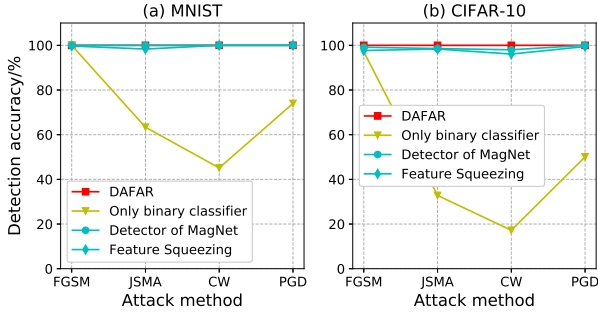 (a) MNIST
Detection accuracy/%
100
80
60
40
20
0
DAFAR
Only binary classifier
Detector of MagNet
Feature Squeezing
FGSM JSMA CW PGD
Attack method
(b) CIFAR-10
100
80
60
40
20
0
DAFAR
Only binary classifier
Detector of MagNet
Feature Squeezing
FGSM JSMA CW PGD
Attack method